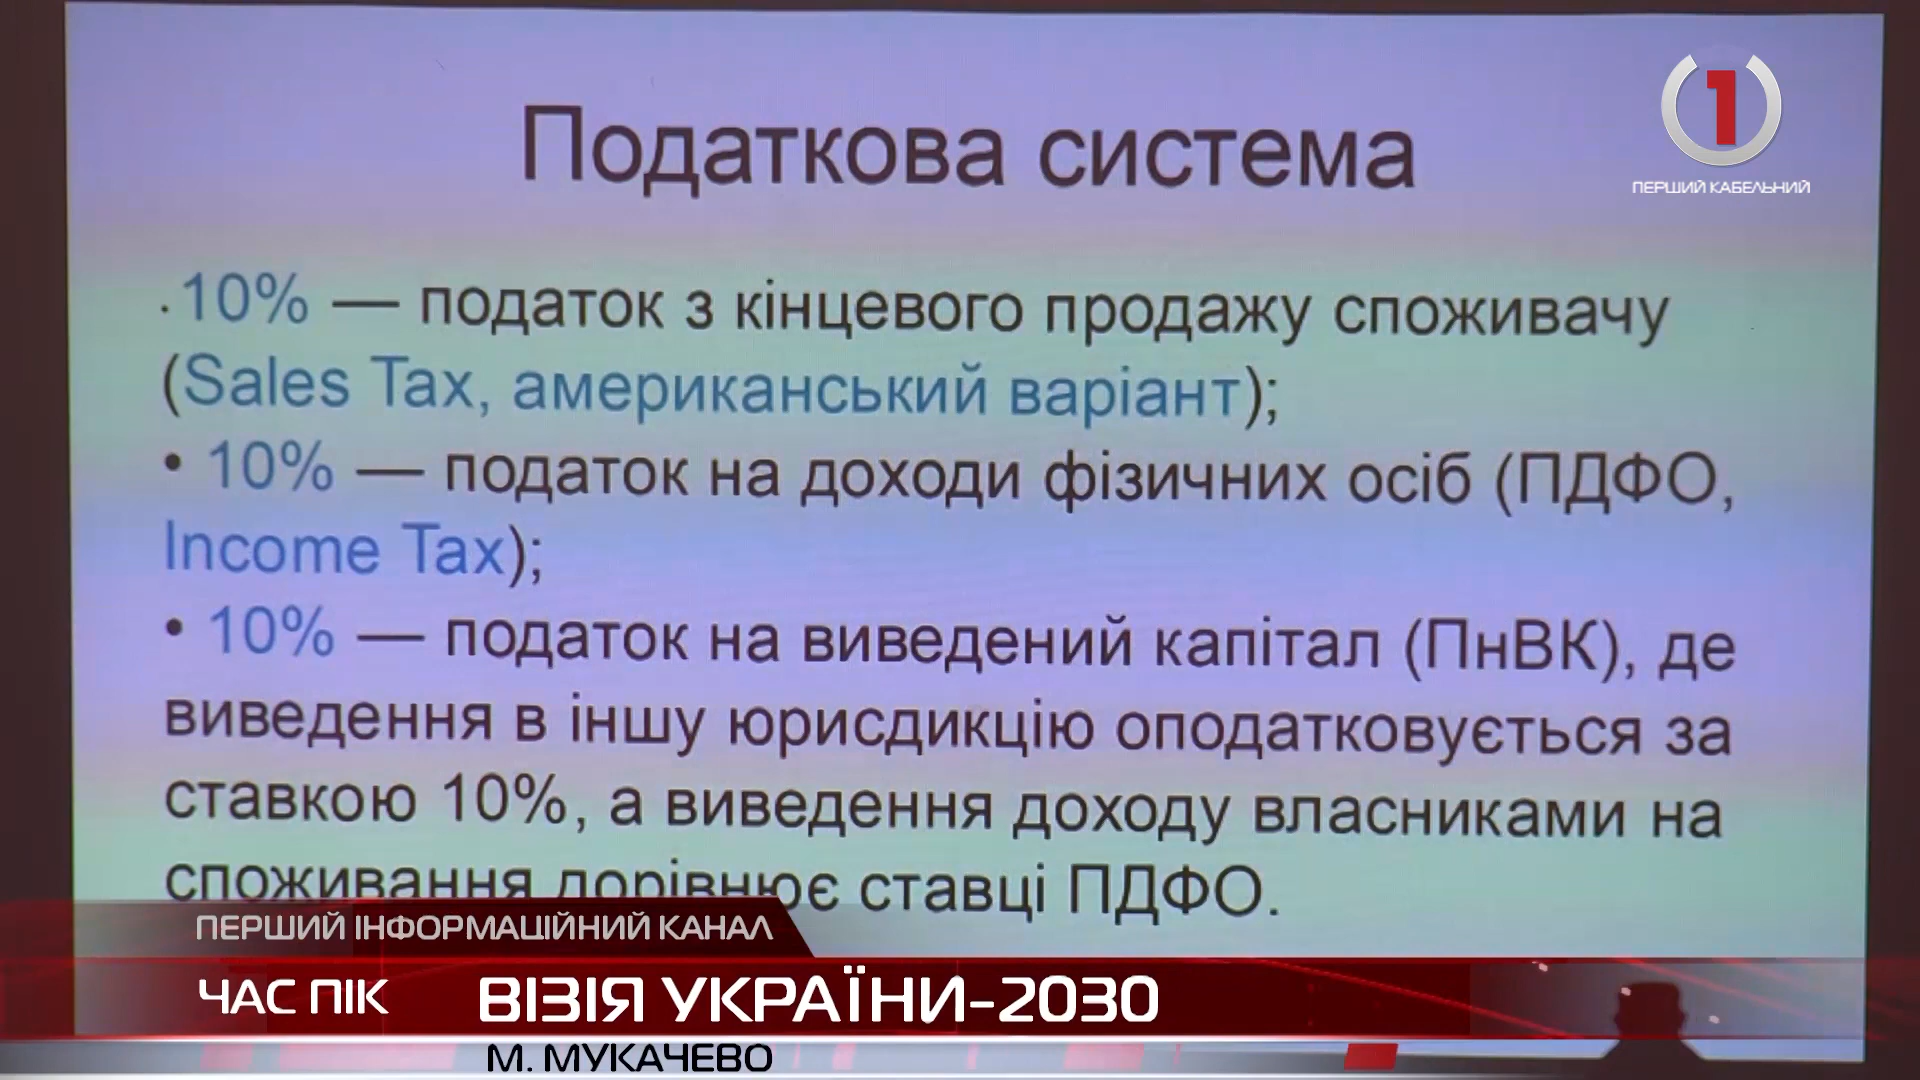 1
ПЕРШИЙ КАБЕЛЬНИЙ
Податкова система
· 10% — податок з кінцевого продажу споживачу
(Sales Tax, американський варіант);
• 10% — податок на доходи фізичних осіб (ПДФО,
Income Tax);
• 10% — податок на виведений капітал (ПнВК), де
виведення в іншу юрисдикцію оподатковується за
ставкою 10%, а виведення доходу власниками на
споживання дорівнює ставці ПДФО.
ПЕРШИЙ ІНФОРМАЦІЙНИЙ КАНАЛ
ЧАС ПІК ВІЗІЯ УКРАЇНИ-2030
М. МУКАЧЕВО